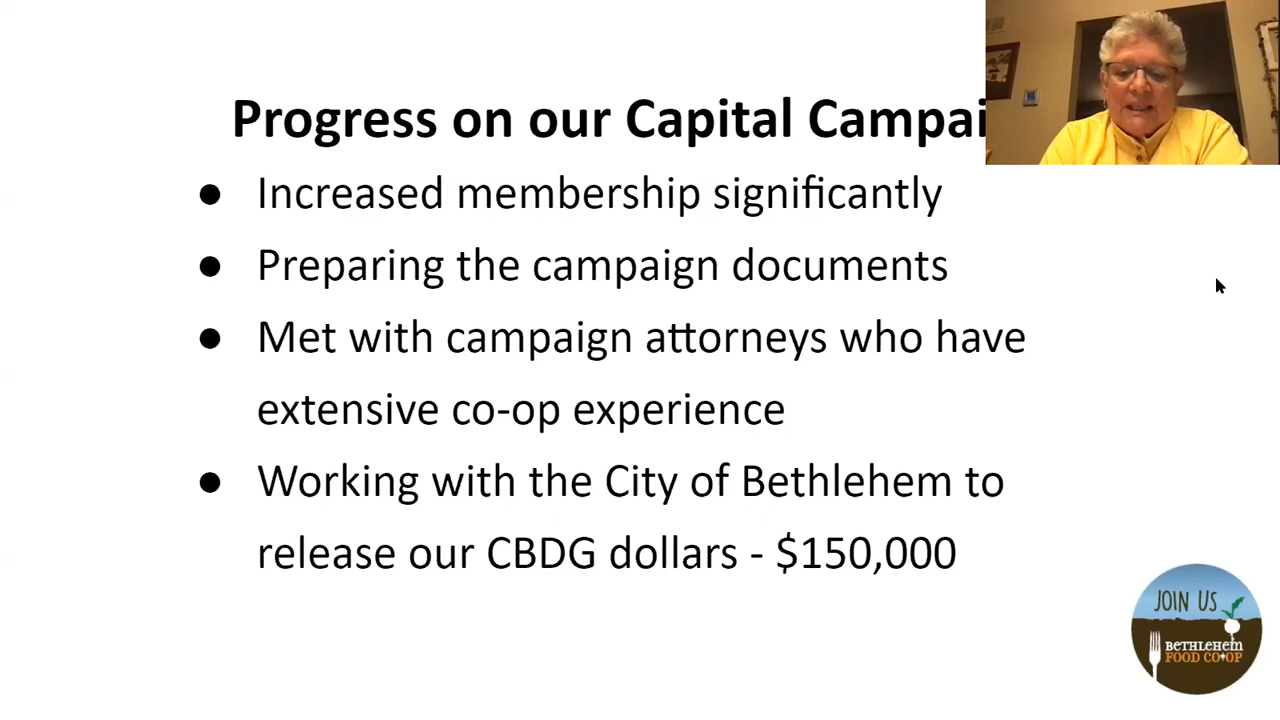 Progress on our Capital Campai
● Increased membership significantly
● Preparing the campaign documents
● Met with campaign attorneys who have
extensive co-op experience
● Working with the City of Bethlehem to
release our CBDG dollars - $150,000
JOIN US
BETHLEHEM
FOOD CO-OP